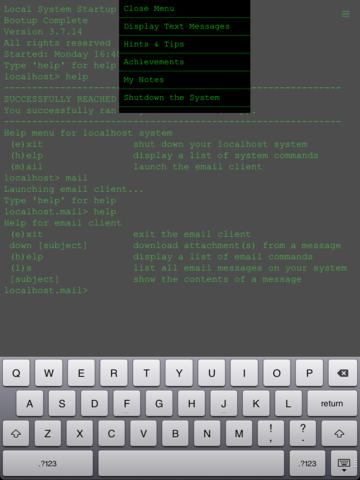 Local System Startup
Bootup Complete
Version 3.7.14
All rights reserved
Started: Monday 16:4
Type 'help' for help
localhost> help
SUCCESSFULLY REACHED
You successfully ran
Close Menu
Display Text Messages
Hints & Tips
Achievements
My Notes
Shutdown the System
Help menu for localhost system
(e)xit shut down your localhost system
(h)elp display a list of system commands
(m)ail launch the email client
localhost> mail
Launching email client...
Type 'help' for help
localhost.mail> help
Help for email client
(e)xit exit the email client
down [subject] download attachment(s) from a message
(h)elp display a list of email commands
(l)s list all email messages on your system
[subject] show the contents of a message
localhost.mail>
Q W E R T Y U I O P
A S D F G H J K L return
Z X C V B N M ! , ? .
.?123 .?123